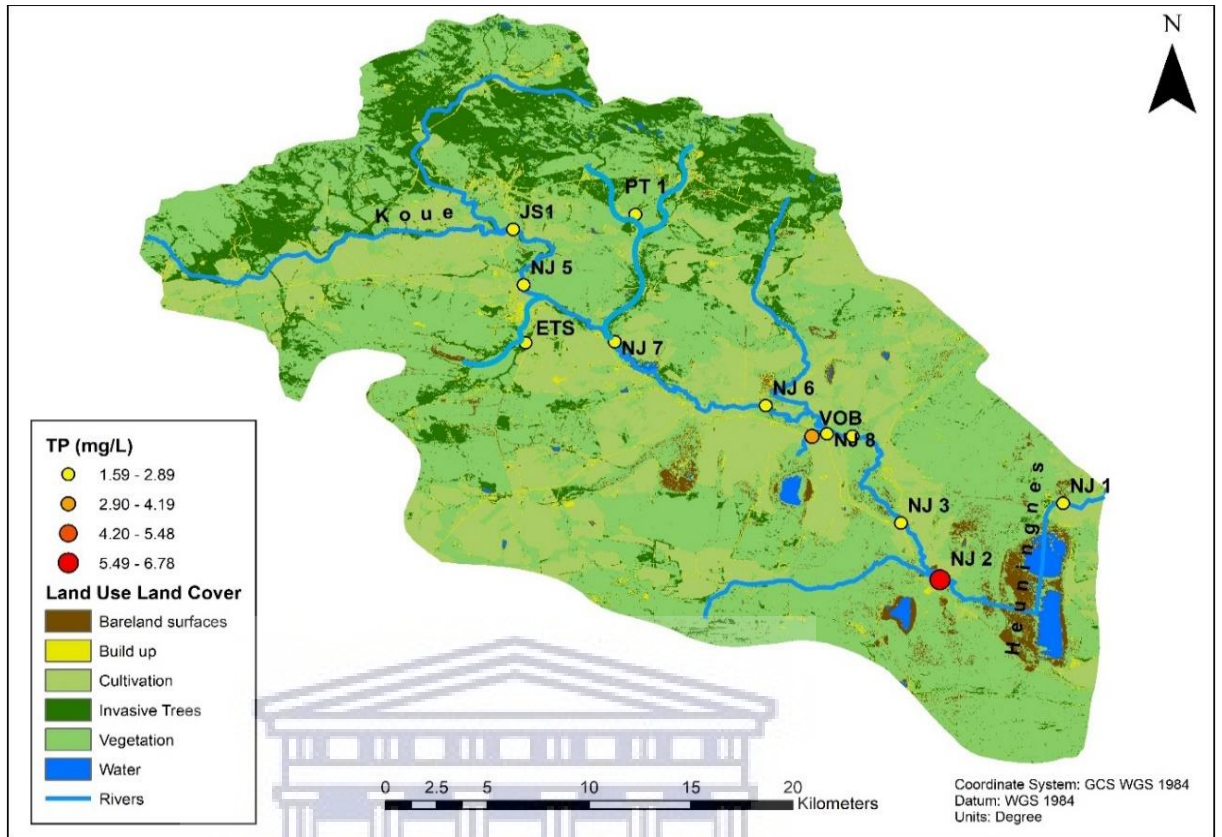 N
PT 1
Koue
JS1
NJ 5
ETS
NJ 7
NJ 6
VOB
NJ 8
Heuningnes
NJ 1
NJ 3
NJ 2
TP (mg/L)
1.59 - 2.89
2.90 - 4.19
4.20 - 5.48
5.49 - 6.78
Land Use Land Cover
Bareland surfaces
Build up
Cultivation
Invasive Trees
Vegetation
Water
Rivers
0 2.5 5 10 15 20
Kilometers
Coordinate System: GCS WGS 1984
Datum: WGS 1984
Units: Degree